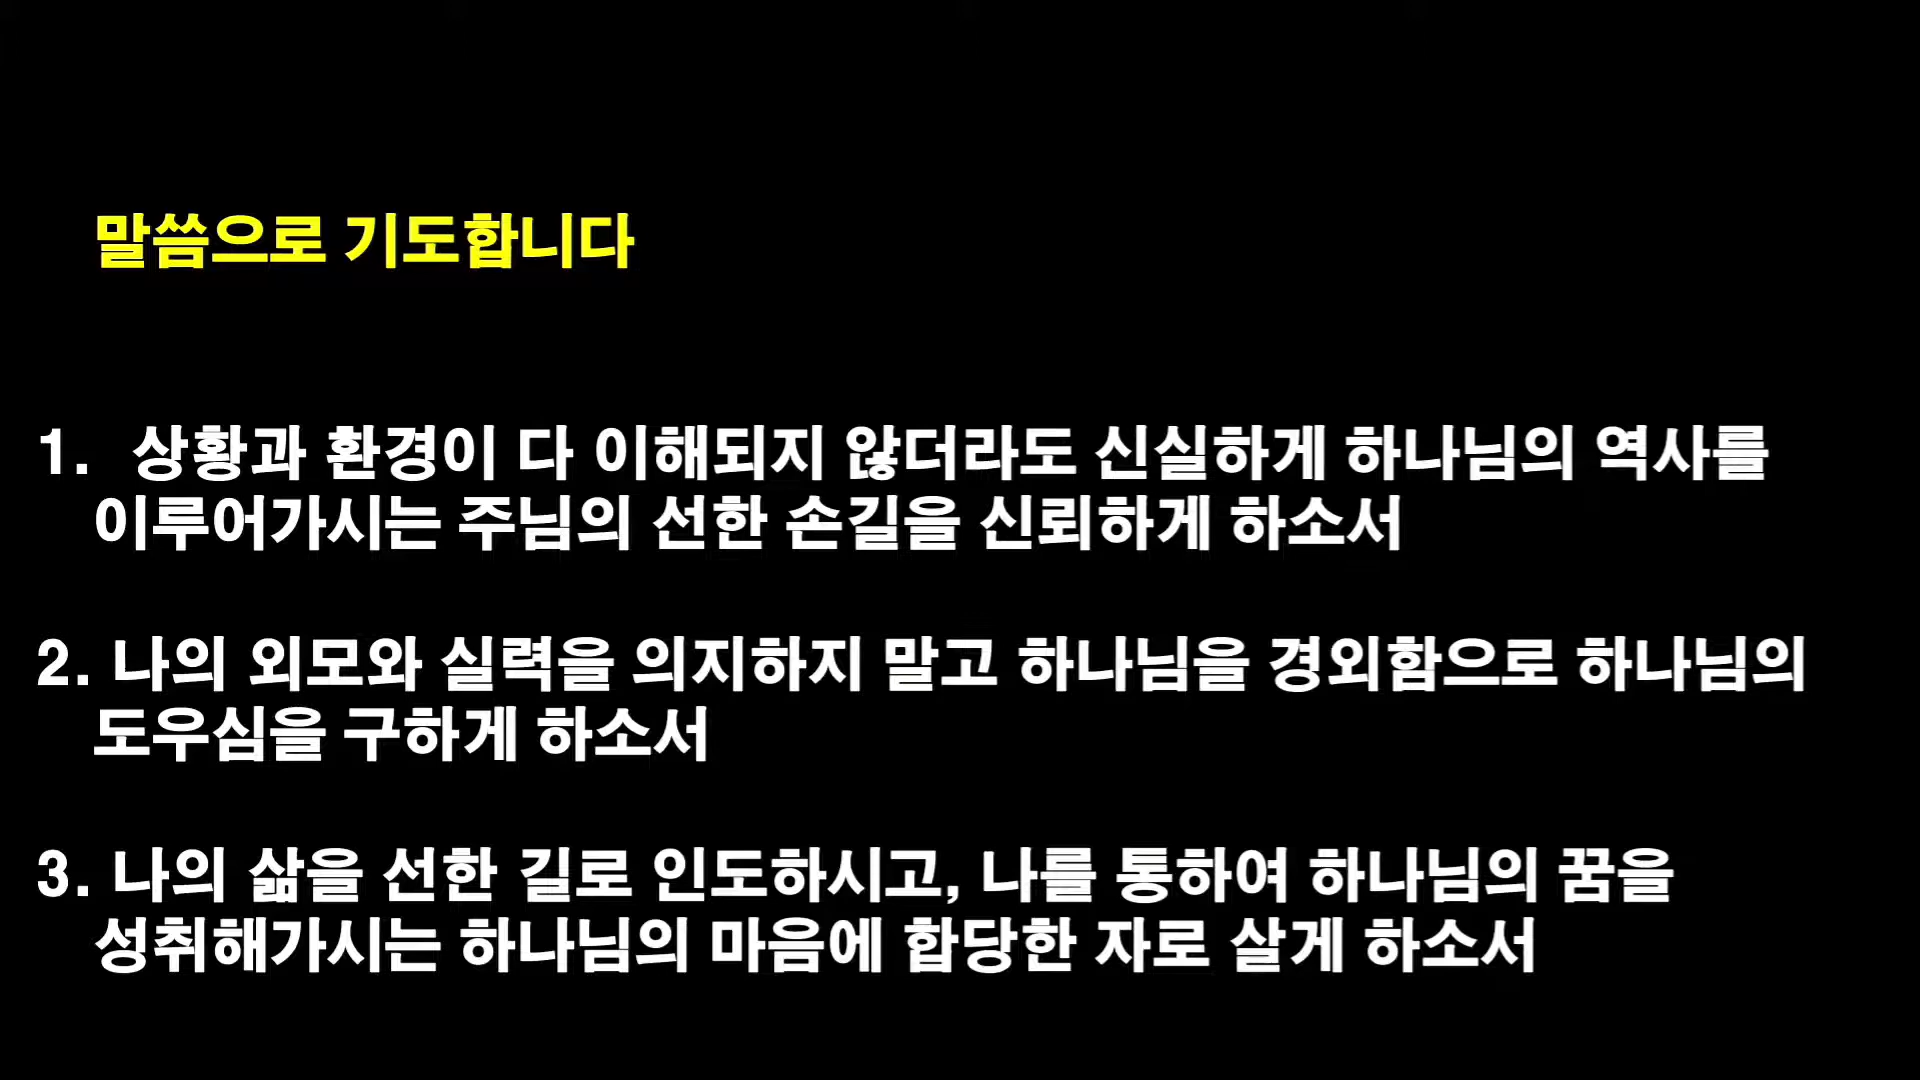 말씀으로 기도합니다
1. 상황과 환경이 다 이해되지 않더라도 신실하게 하나님의 역사를
이루어가시는 주님의 선한 손길을 신뢰하게 하소서
2. 나의 외모와 실력을 의지하지 말고 하나님을 경외함으로 하나님의
도우심을 구하게 하소서
3. 나의 삶을 선한 길로 인도하시고, 나를 통하여 하나님의 꿈을
성취해가시는 하나님의 마음에 합당한 자로 살게 하소서